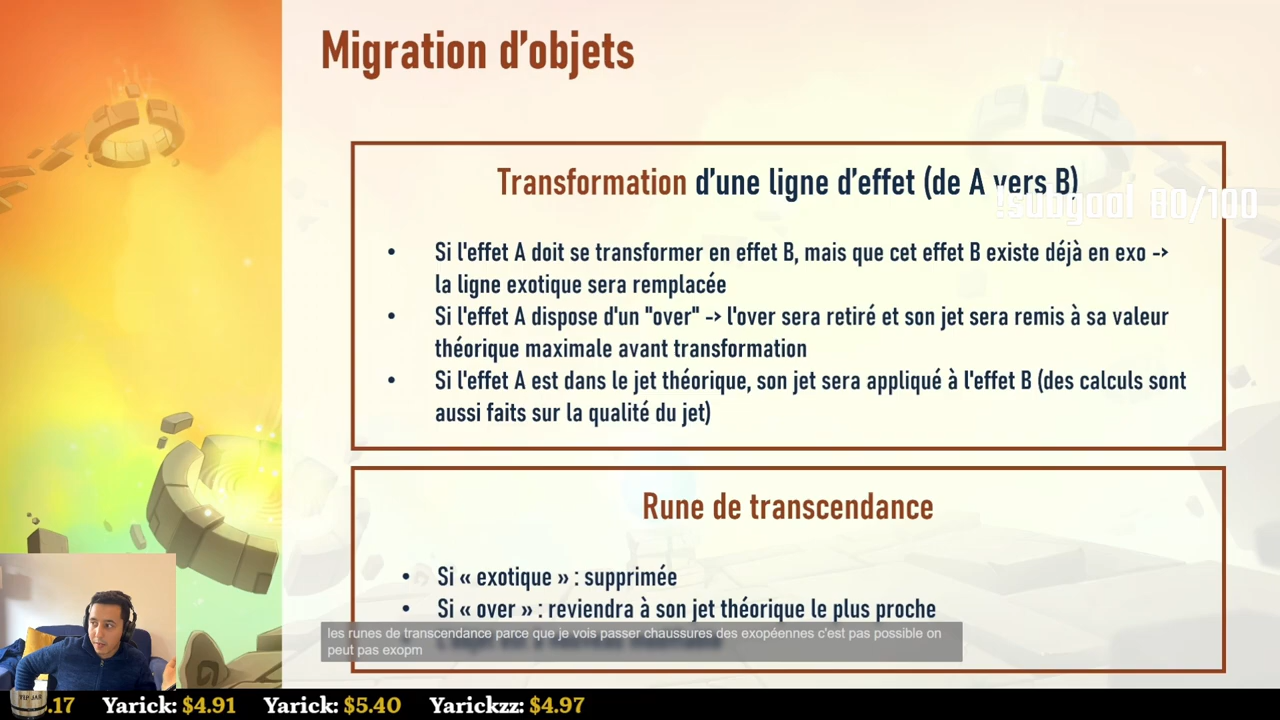 Migration d'objets
Transformation d'une ligne d'effet (de A vers B)
!subgoal 80/100
• Si l'effet A doit se transformer en effet B, mais que cet effet B existe déjà en exo ->
la ligne exotique sera remplacée
• Si l'effet A dispose d'un "over" -> l'over sera retiré et son jet sera remis à sa valeur
théorique maximale avant transformation
• Si l'effet A est dans le jet théorique, son jet sera appliqué à l'effet B (des calculs sont
aussi faits sur la qualité du jet)
Rune de transcendance
• Si « exotique » : supprimée
• Si « over » : reviendra à son jet théorique le plus proche
les runes de transcendance parce que je vois passer chaussures des exopéennes c'est pas possible on
peut pas exopm
TIP JAR
.17 Yarick: $4.91 Yarick: $5.40 Yarickzz: $4.97